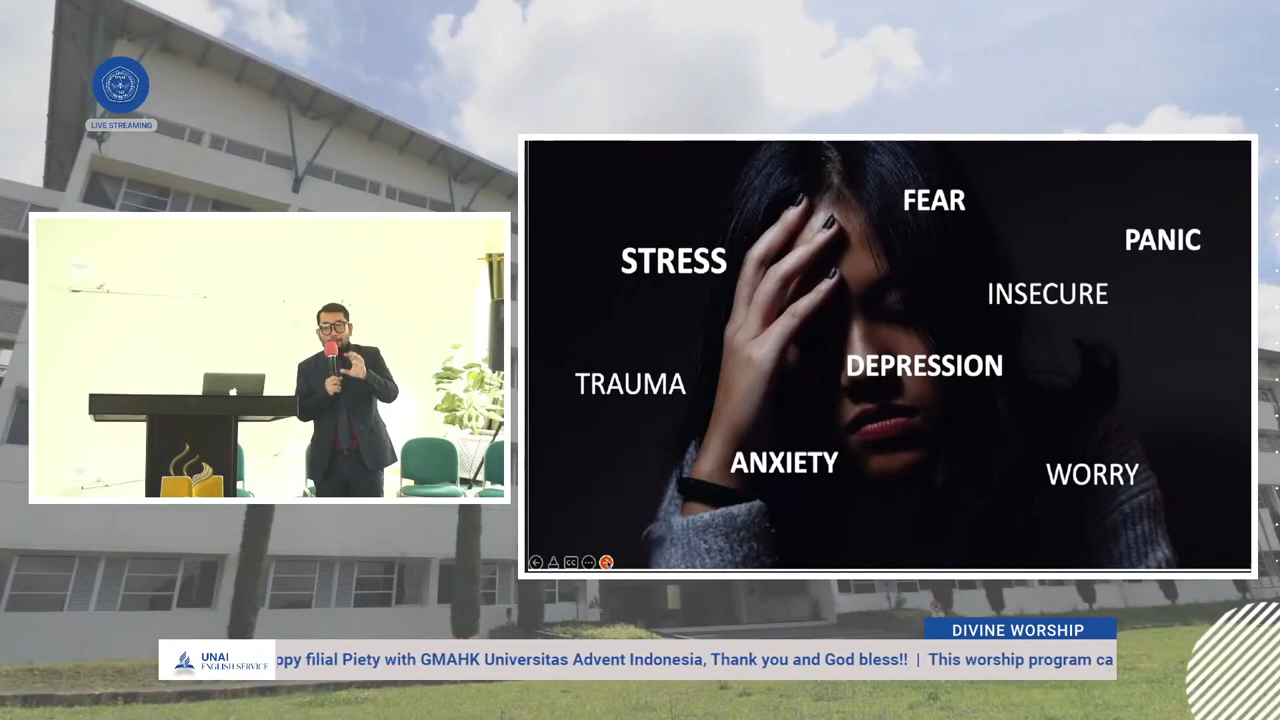 LIVE STREAMING
FEAR
PANIC
STRESS
INSECURE
DEPRESSION
TRAUMA
ANXIETY
WORRY
CC
DIVINE WORSHIP
UNAI
ENGLISH SERVICE
ppy filial Piety with GMAHK Universitas Advent Indonesia, Thank you and God bless!! | This worship program ca